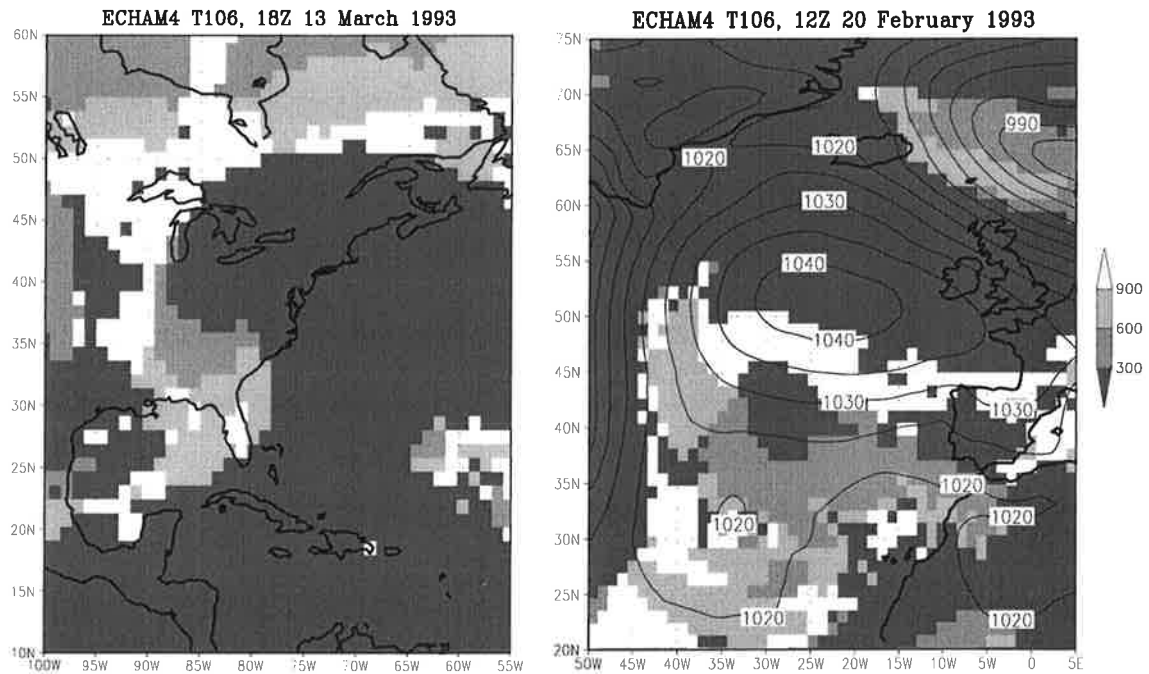 ECHAM4 T106, 18Z 13 March 1993
60N
55N
50N
45N
40N
35N
30N
25N
20N
15N
10N
100W 95W 90W 85W 80W 75W 70W 65W 60W 55W
ECHAM4 T106, 12Z 20 February 1993
75N
70N
65N
60N
55N
50N
45N
40N
35N
30N
25N
20N
50W 45W 40W 35W 30W 25W 20W 15W 10W 5W 0 5E
990
1020
1020
1030
1040
1040
1030
1030
1020
1020
1020
1020
1020
900
600
300